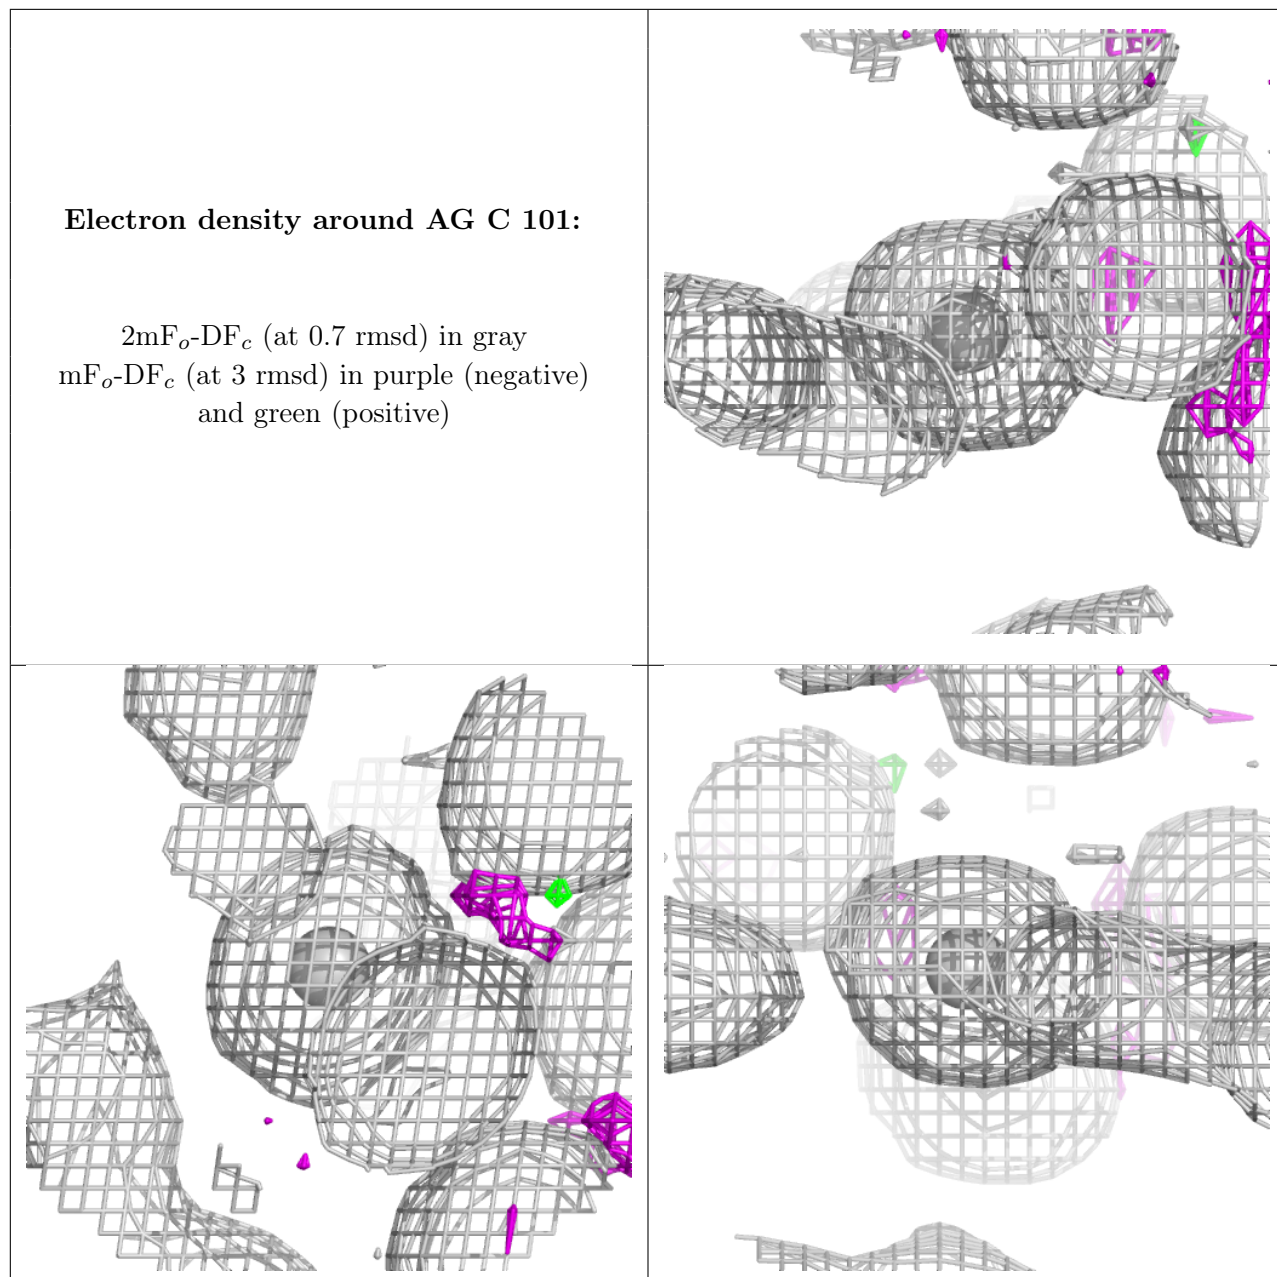 Electron density around AG C 101:
2mFo-DFc (at 0.7 rmsd) in gray
mFo-DFc (at 3 rmsd) in purple (negative)
and green (positive)